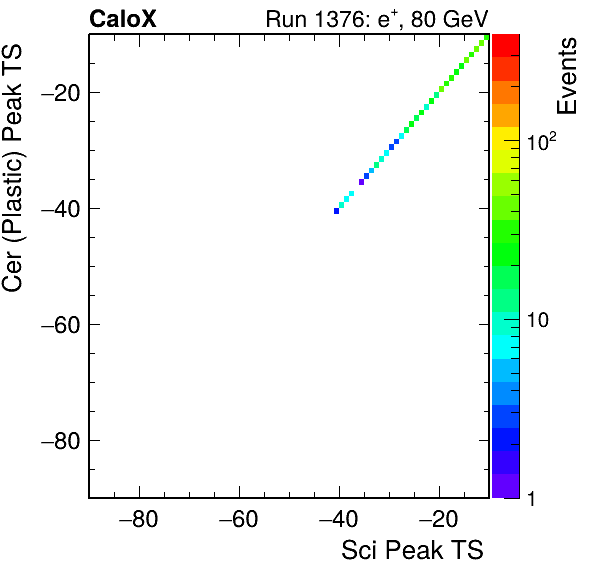 CaloX Run 1376: e⁺, 80 GeV
Cer (Plastic) Peak TS
−20
−40
−60
−80
−80 −60 −40 −20
Sci Peak TS
Events
10²
10
1